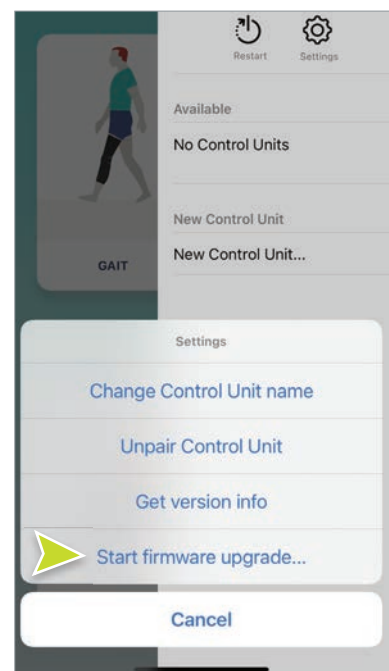 Restart Settings
Available
No Control Units
New Control Unit
New Control Unit...
GAIT
Settings
Change Control Unit name
Unpair Control Unit
Get version info
Start firmware upgrade...
Cancel